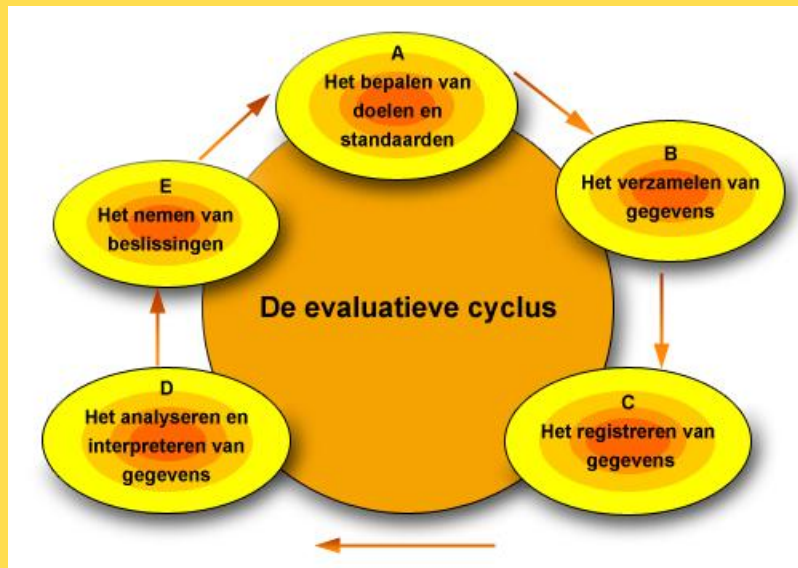 A
Het bepalen van
doelen en
standaarden
B
Het verzamelen van
gegevens
C
Het registreren van
gegevens
D
Het analyseren en
interpreteren van
gegevens
E
Het nemen van
beslissingen
De evaluatieve cyclus